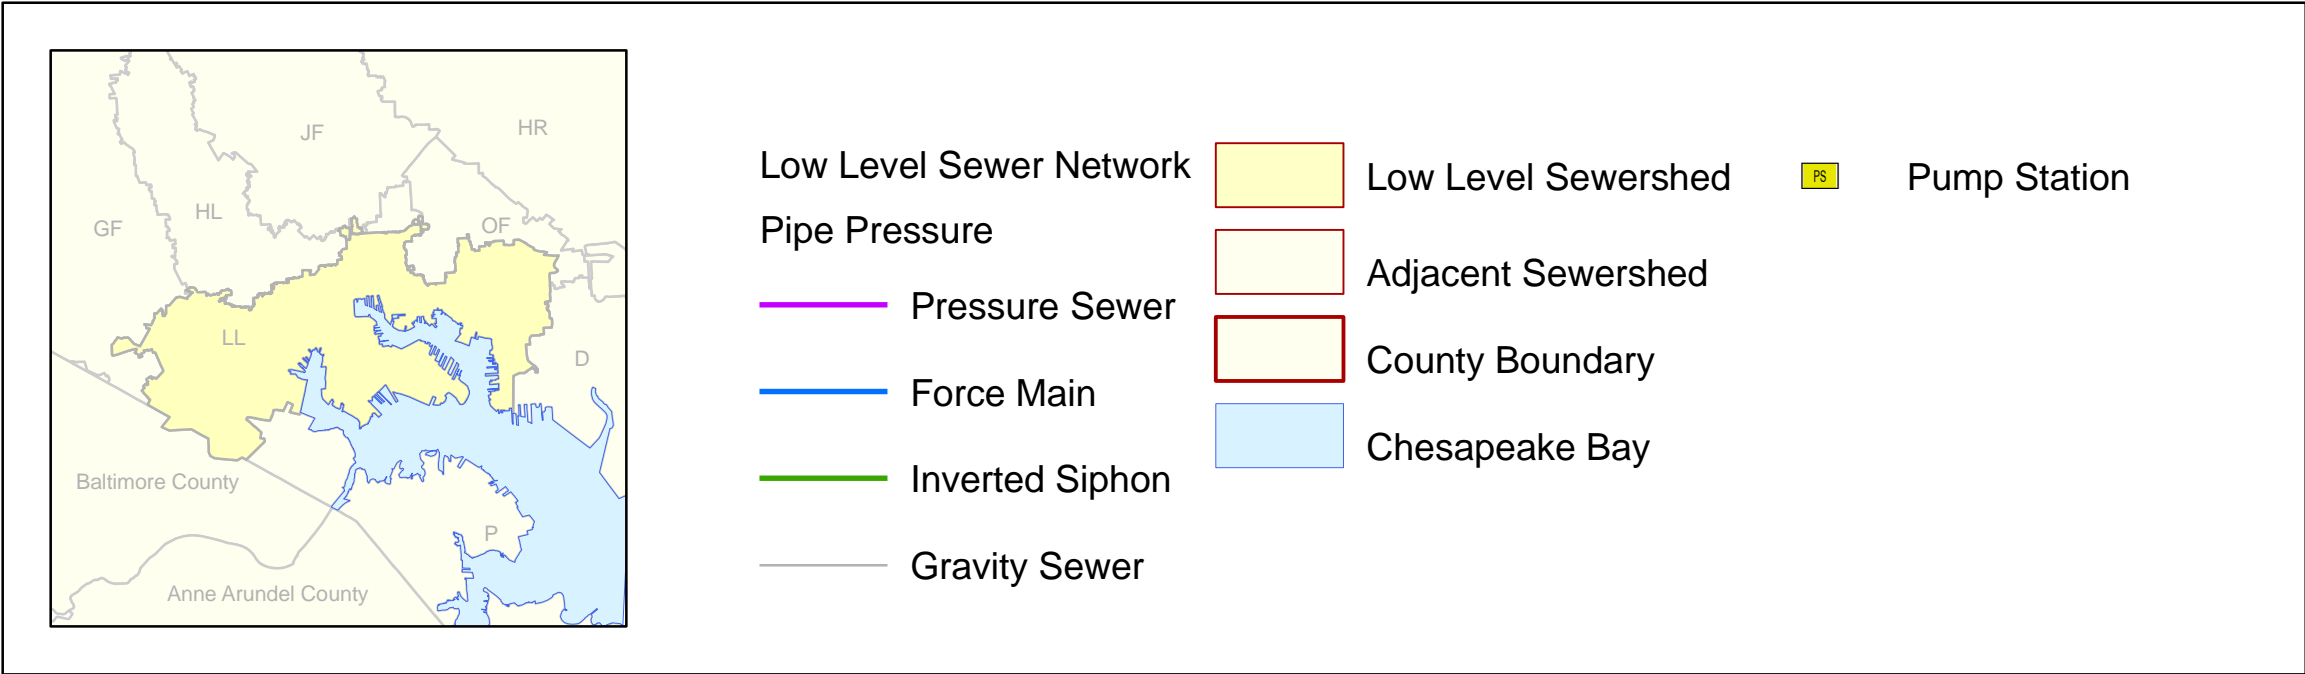 JF
HR
HL
GF
OF
LL
D
Baltimore County
P
Anne Arundel County
Low Level Sewer Network
Pipe Pressure
Pressure Sewer
Force Main
Inverted Siphon
Gravity Sewer
Low Level Sewershed
Adjacent Sewershed
County Boundary
Chesapeake Bay
PS
Pump Station